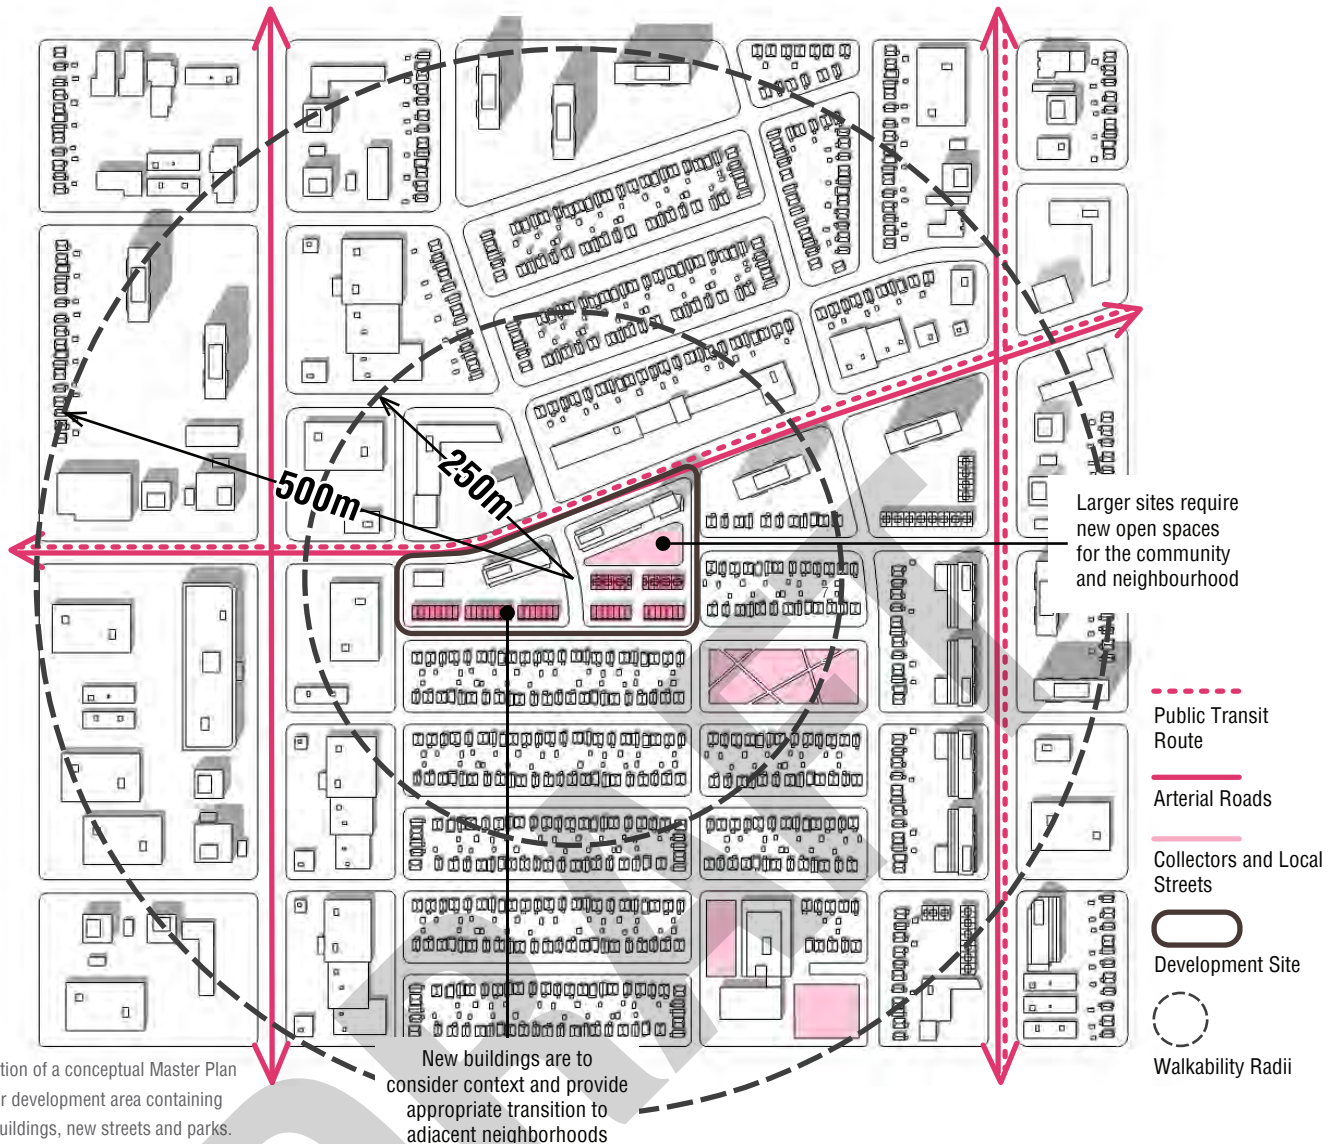 500m
250m
Larger sites require
new open spaces
for the community
and neighbourhood
Public Transit
Route
Arterial Roads
Collectors and Local
Streets
Development Site
Walkability Radii
New buildings are to
consider context and provide
appropriate transition to
adjacent neighborhoods
of a conceptual Master Plan
development area containing
new streets and parks.
DRAFT